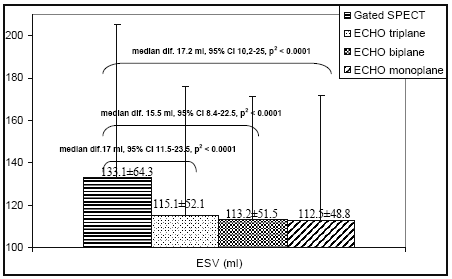 Gated SPECT
ECHO triplane
ECHO biplane
ECHO monoplane
200
180
160
140
120
100
median dif. 17.2 ml, 95% CI 10,2-25, p² < 0.0001
median dif. 15.5 ml, 95% CI 8.4-22.5, p² < 0.0001
median dif.17 ml, 95% CI 11.5-23.5, p² < 0.0001
133.1±64.3
115.1±52.1
113.2±51.5
112.5±48.8
ESV (ml)